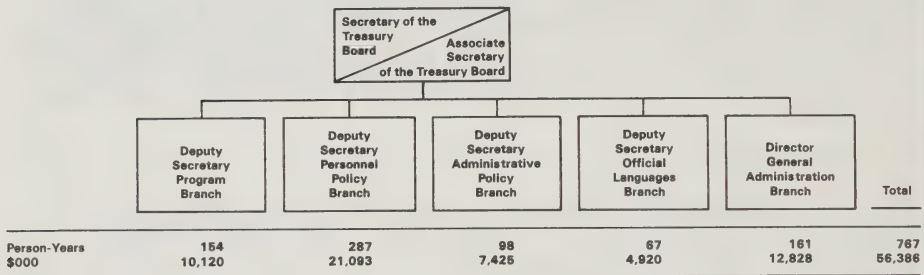 Secretary of the
Treasury
Board
Associate
Secretary
of the Treasury Board
Deputy
Secretary
Program
Branch
Deputy
Secretary
Personnel
Policy
Branch
Deputy
Secretary
Administrative
Policy
Branch
Deputy
Secretary
Official
Languages
Branch
Director
General
Administration
Branch
Total
Person-Years 154 287 98 67 161 767
$000 10,120 21,093 7,425 4,920 12,828 56,386